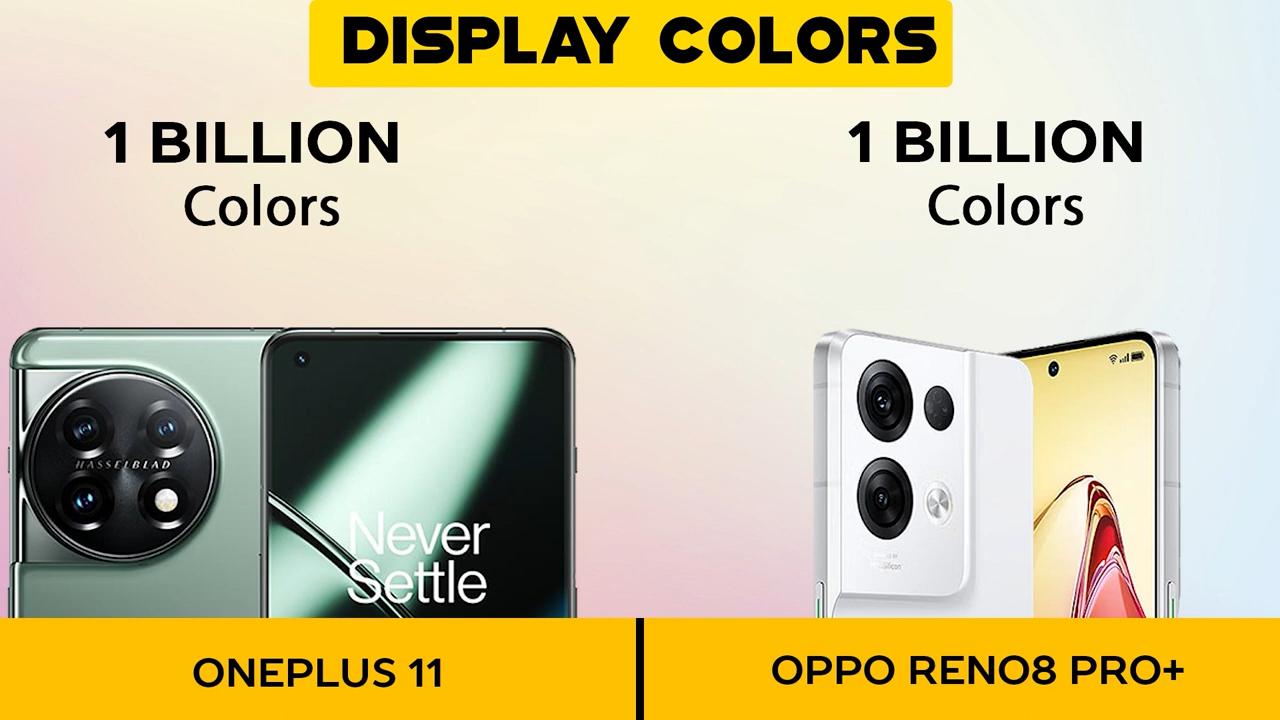 DISPLAY COLORS
1 BILLION
Colors
1 BILLION
Colors
HASSELBLAD
Never
Settle
ONEPLUS 11
OPPO RENO8 PRO+